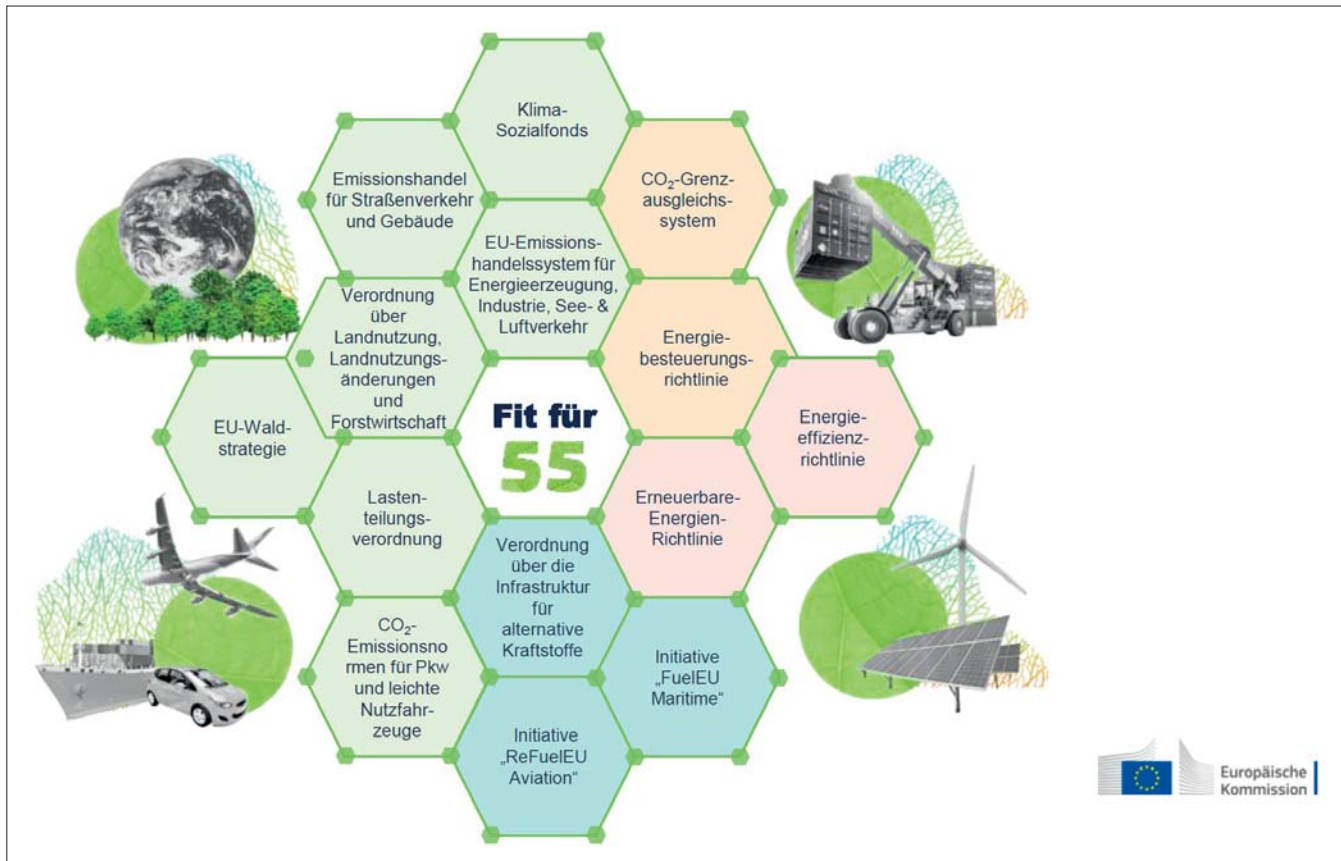 Klima-
Sozialfonds
Emissionshandel
für Straßenverkehr
und Gebäude
CO₂-Grenz-
ausgleichs-
system
EU-Emissions-
handelssystem für
Energieerzeugung,
Industrie, See- &
Luftverkehr
Verordnung
über
Landnutzung,
Landnutzungs-
änderungen
und
Forstwirtschaft
Energie-
besteuerungs-
richtlinie
EU-Wald-
strategie
Fit für
55
Energie-
effizienz-
richtlinie
Lasten-
teilungs-
verordnung
Erneuerbare-
Energien-
Richtlinie
Verordnung
über die
Infrastruktur
für
alternative
Kraftstoffe
CO₂-
Emissionsno
rmen für Pkw
und leichte
Nutzfahr-
zeuge
Initiative
„FuelEU
Maritime“
Initiative
„ReFuelEU
Aviation“
Europäische
Kommission